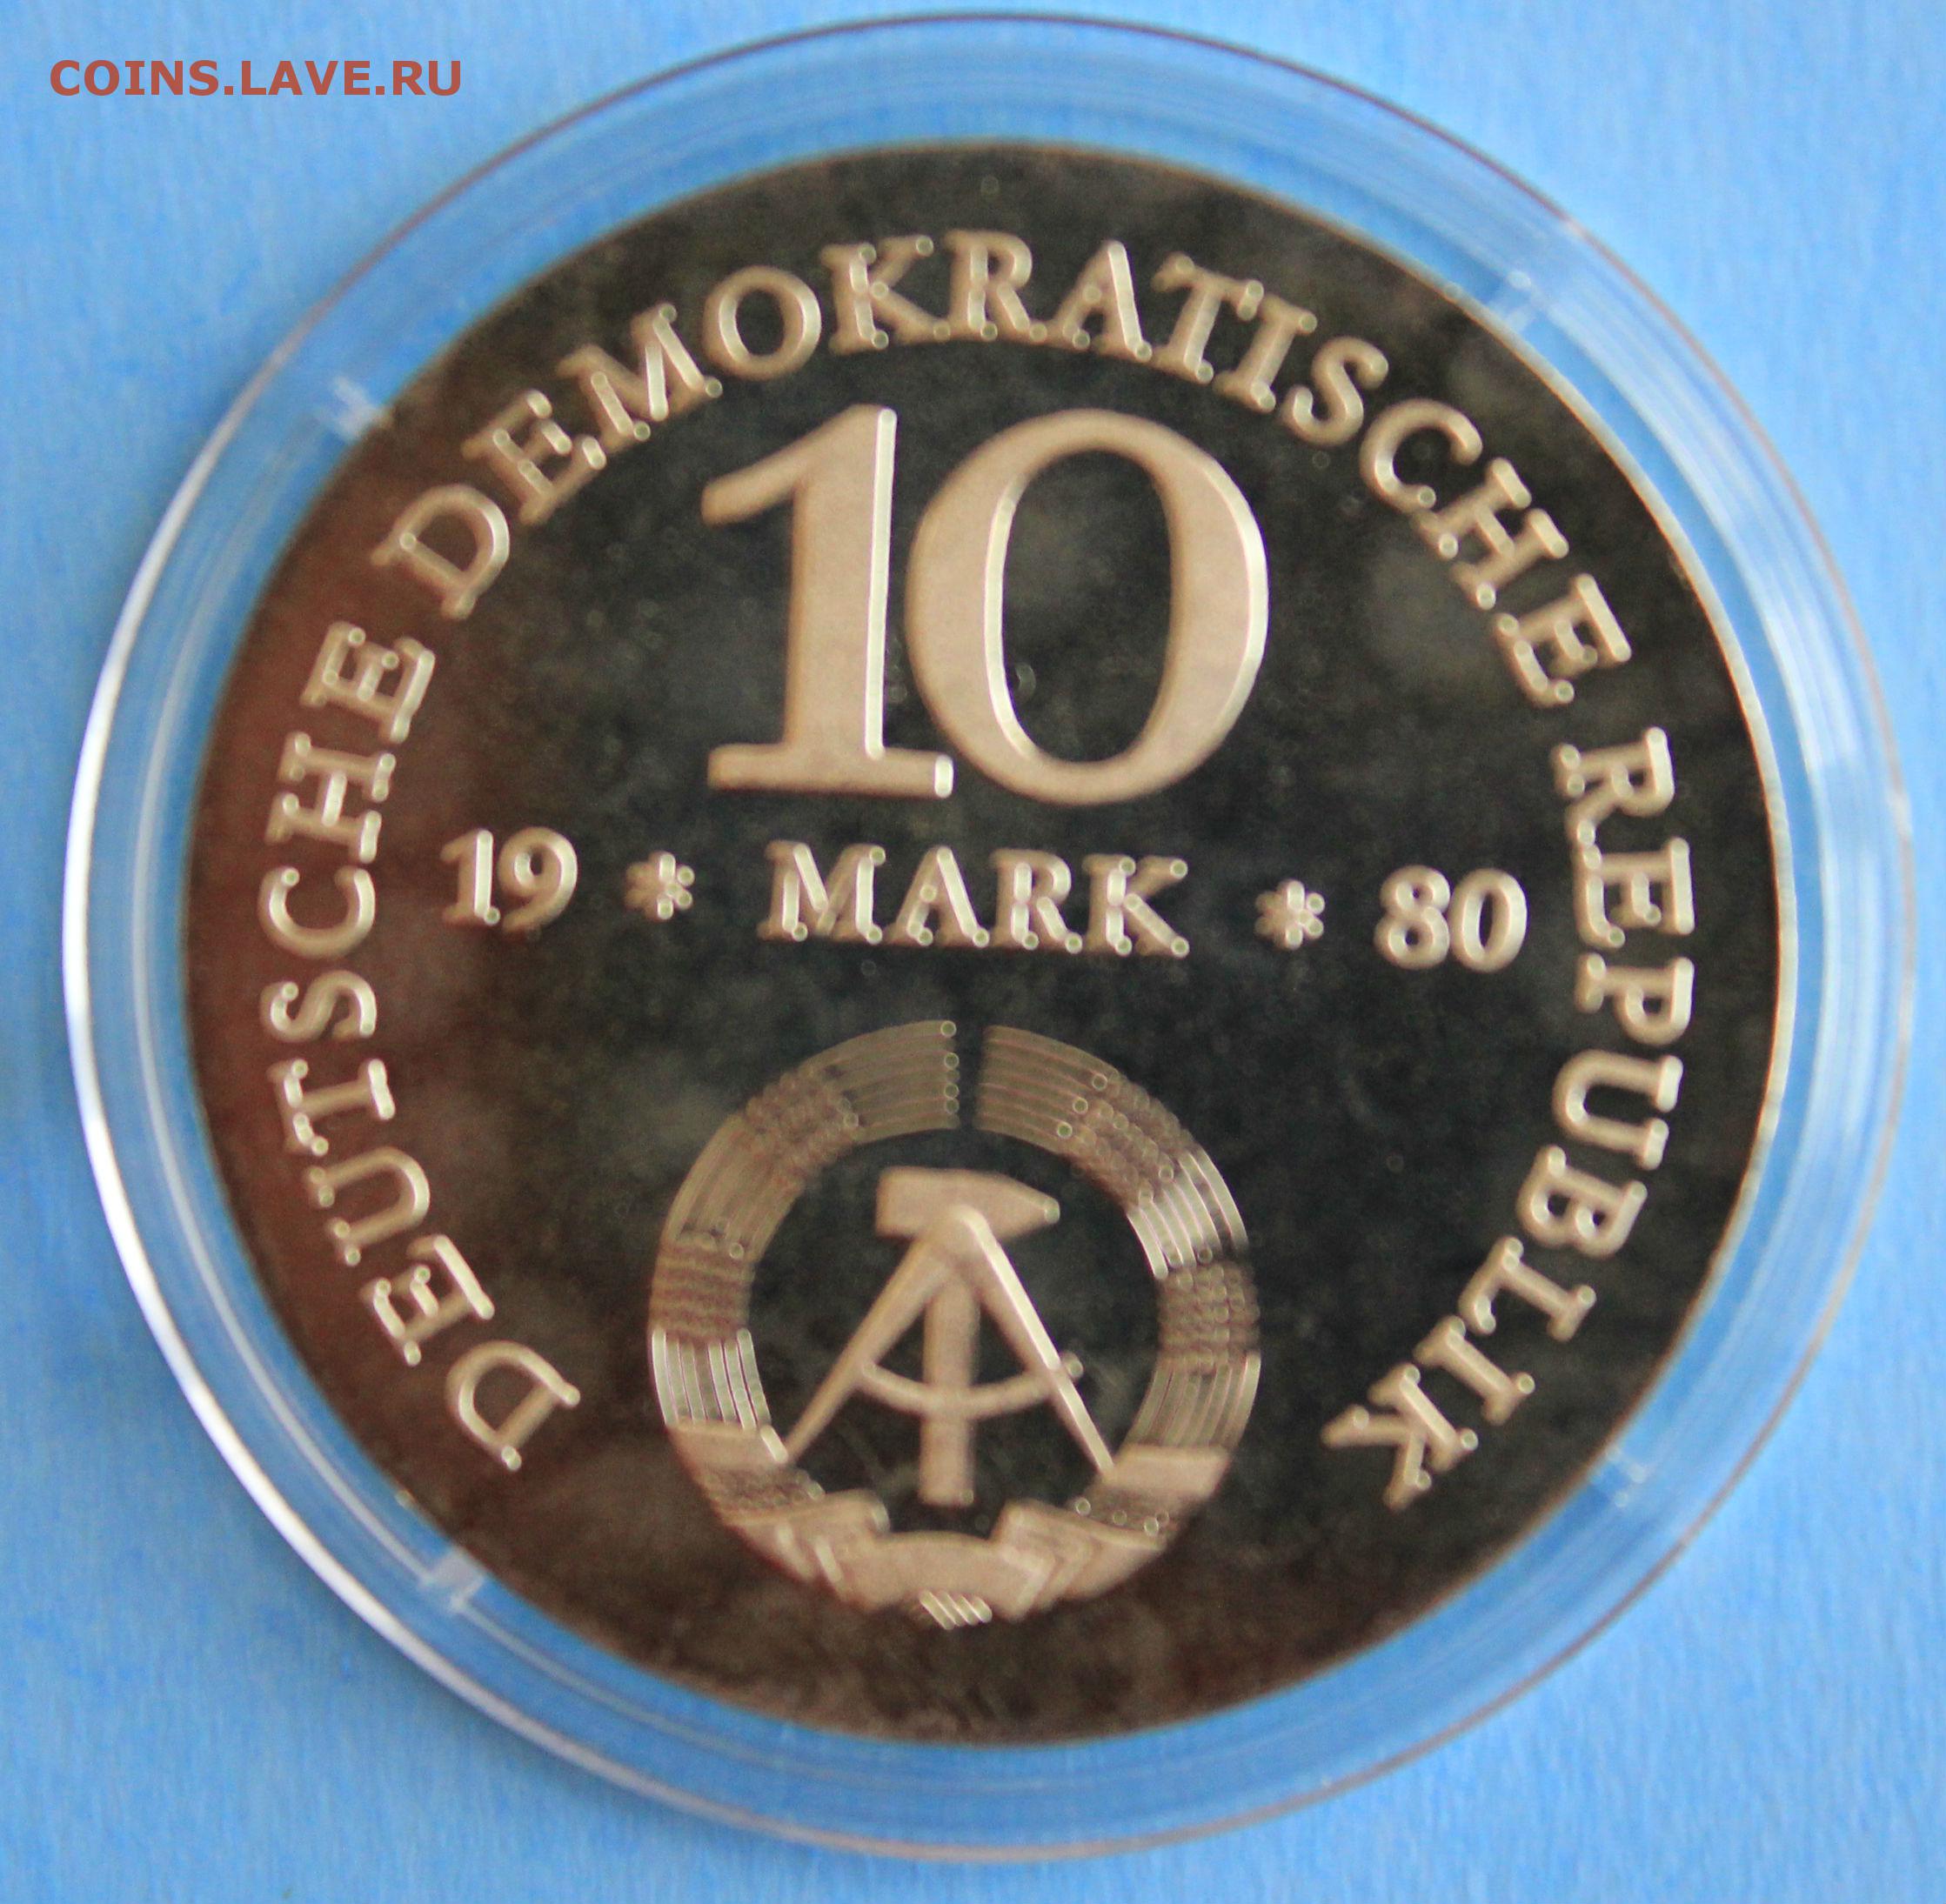 COINS.LAVE.RU
DEUTSCHE DEMOKRATISCHE REPUBLIK
10
19 * MARK * 80